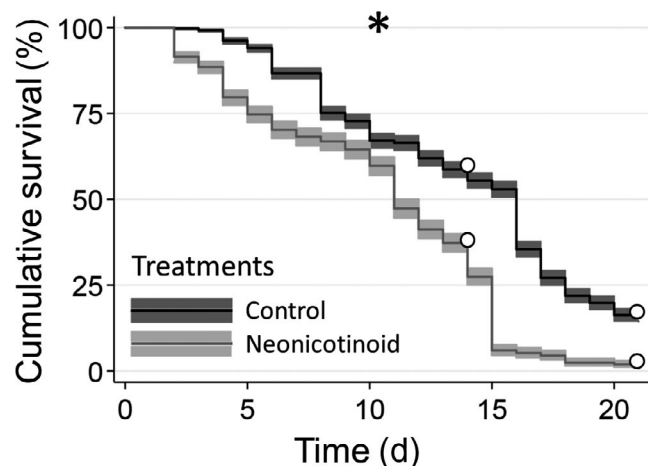 *
100
75
50
25
0
Cumulative survival (%)
Treatments
Control
Neonicotinoid
0 5 10 15 20
Time (d)